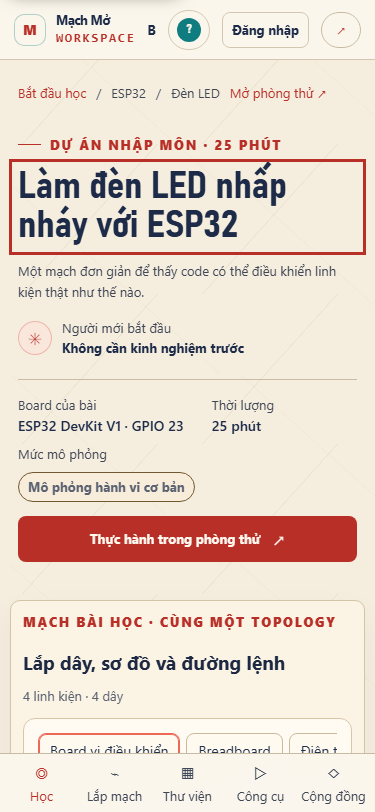 M
Mạch Mở
WORKSPACE
B
?
Đăng nhập
↗
Bắt đầu học / ESP32 / Đèn LED Mở phòng thử ↗
DỰ ÁN NHẬP MÔN · 25 PHÚT
Làm đèn LED nhấp
nháy với ESP32
Một mạch đơn giản để thấy code có thể điều khiển linh
kiện thật như thế nào.
Người mới bắt đầu
Không cần kinh nghiệm trước
Board của bài
ESP32 DevKit V1 · GPIO 23
Thời lượng
25 phút
Mức mô phỏng
Mô phỏng hành vi cơ bản
Thực hành trong phòng thử ↗
MẠCH BÀI HỌC · CÙNG MỘT TOPOLOGY
Lắp dây, sơ đồ và đường lệnh
4 linh kiện · 4 dây
Board vi điều khiển
Breadboard
Điện t
Học
Lắp mạch
Thư viện
Công cụ
Cộng đồng